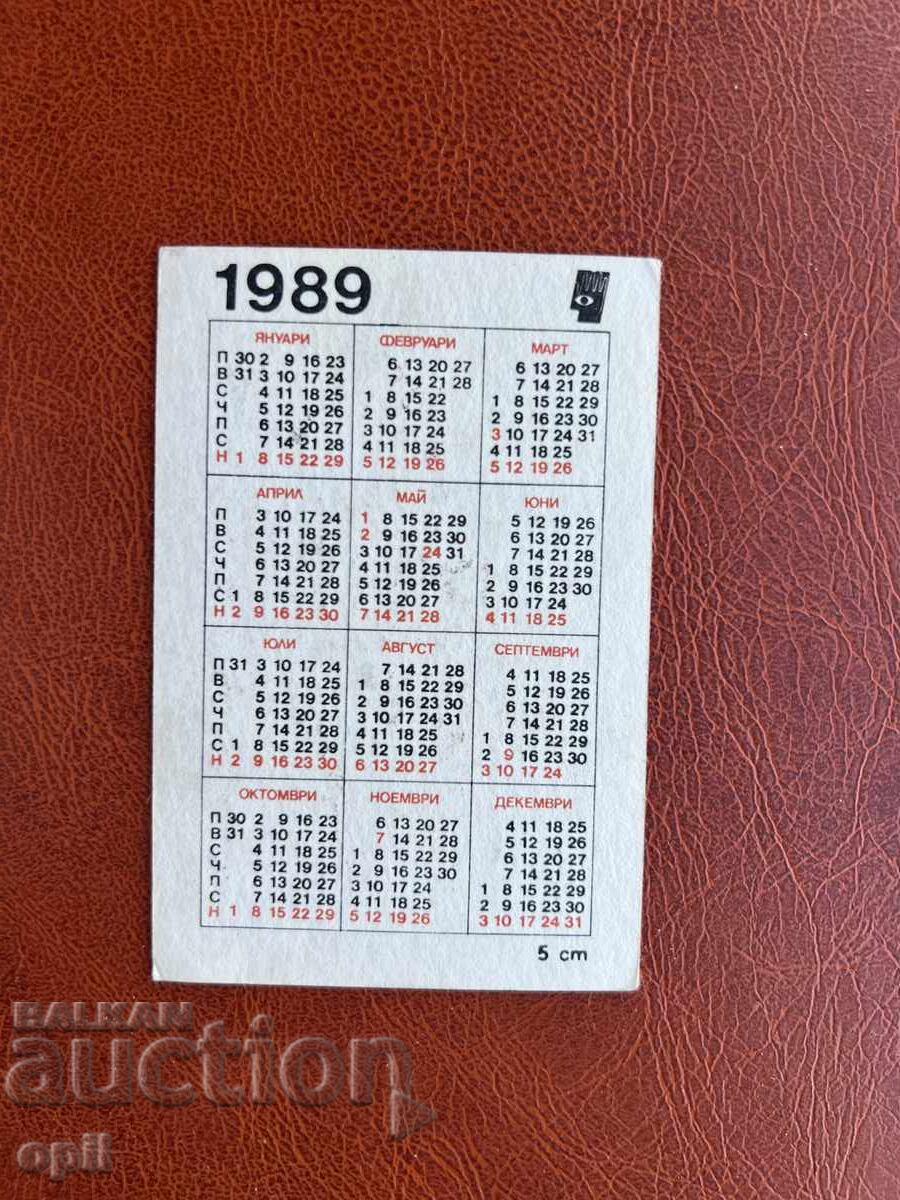 1989
ЯНУАРИ ФЕВРУАРИ МАРТ
П 30 2 9 16 23 6 13 20 27 6 13 20 27
В 31 3 10 17 24 7 14 21 28 7 14 21 28
С 4 11 18 25 1 8 15 22 1 8 15 22 29
Ч 5 12 19 26 2 9 16 23 2 9 16 23 30
П 6 13 20 27 3 10 17 24 3 10 17 24 31
С 7 14 21 28 4 11 18 25 4 11 18 25
Н 1 8 15 22 29 5 12 19 26 5 12 19 26
АПРИЛ МАЙ ЮНИ
П 3 10 17 24 1 8 15 22 29 5 12 19 26
В 4 11 18 25 2 9 16 23 30 6 13 20 27
С 5 12 19 26 3 10 17 24 31 7 14 21 28
Ч 6 13 20 27 4 11 18 25 1 8 15 22 29
П 7 14 21 28 5 12 19 26 2 9 16 23 30
С 1 8 15 22 29 6 13 20 27 3 10 17 24
Н 2 9 16 23 30 7 14 21 28 4 11 18 25
ЮЛИ АВГУСТ СЕПТЕМВРИ
П 31 3 10 17 24 7 14 21 28 4 11 18 25
В 4 11 18 25 1 8 15 22 29 5 12 19 26
С 5 12 19 26 2 9 16 23 30 6 13 20 27
Ч 6 13 20 27 3 10 17 24 31 7 14 21 28
П 7 14 21 28 4 11 18 25 1 8 15 22 29
С 1 8 15 22 29 5 12 19 26 2 9 16 23 30
Н 2 9 16 23 30 6 13 20 27 3 10 17 24
ОКТОМВРИ НОЕМВРИ ДЕКЕМВРИ
П 30 2 9 16 23 6 13 20 27 4 11 18 25
В 31 3 10 17 24 7 14 21 28 5 12 19 26
С 4 11 18 25 1 8 15 22 29 6 13 20 27
Ч 5 12 19 26 2 9 16 23 30 7 14 21 28
П 6 13 20 27 3 10 17 24 1 8 15 22 29
С 7 14 21 28 4 11 18 25 2 9 16 23 30
Н 1 8 15 22 29 5 12 19 26 3 10 17 24 31
5 cm
BALKAN
auction
opil